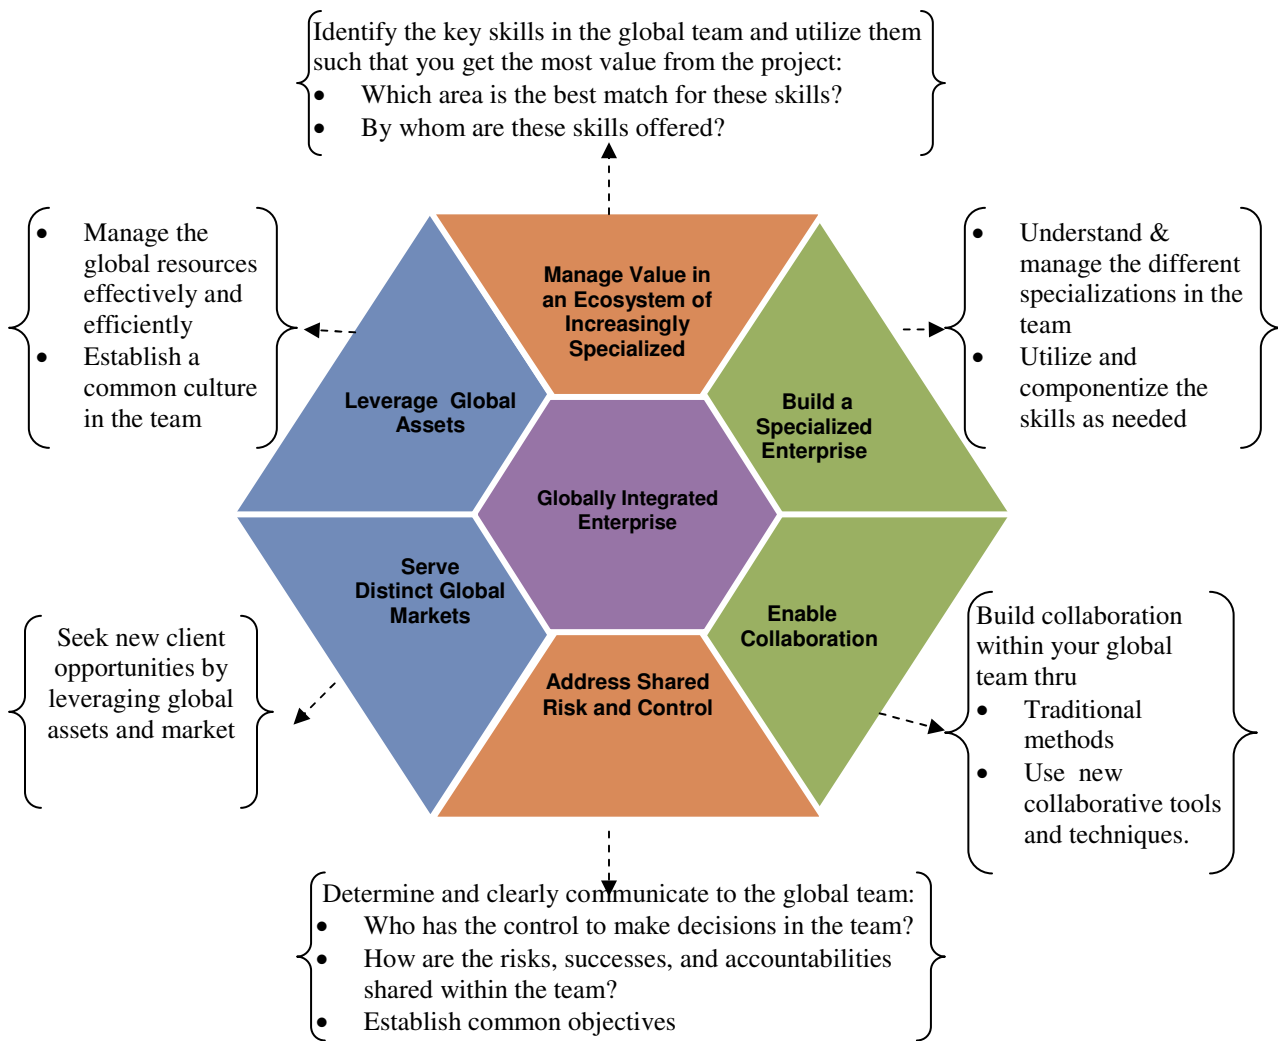 Identify the key skills in the global team and utilize them
such that you get the most value from the project:
• Which area is the best match for these skills?
• By whom are these skills offered?
• Manage the
global resources
effectively and
efficiently
• Establish a
common culture
in the team
Manage Value in
an Ecosystem of
Increasingly
Specialized
• Understand &
manage the different
specializations in the
team
• Utilize and
componentize the
skills as needed
Leverage Global
Assets
Build a
Specialized
Enterprise
Globally Integrated
Enterprise
Serve
Distinct Global
Markets
Enable
Collaboration
Seek new client
opportunities by
leveraging global
assets and market
Address Shared
Risk and Control
Build collaboration
within your global
team thru
• Traditional
methods
• Use new
collaborative tools
and techniques.
Determine and clearly communicate to the global team:
• Who has the control to make decisions in the team?
• How are the risks, successes, and accountabilities
shared within the team?
• Establish common objectives